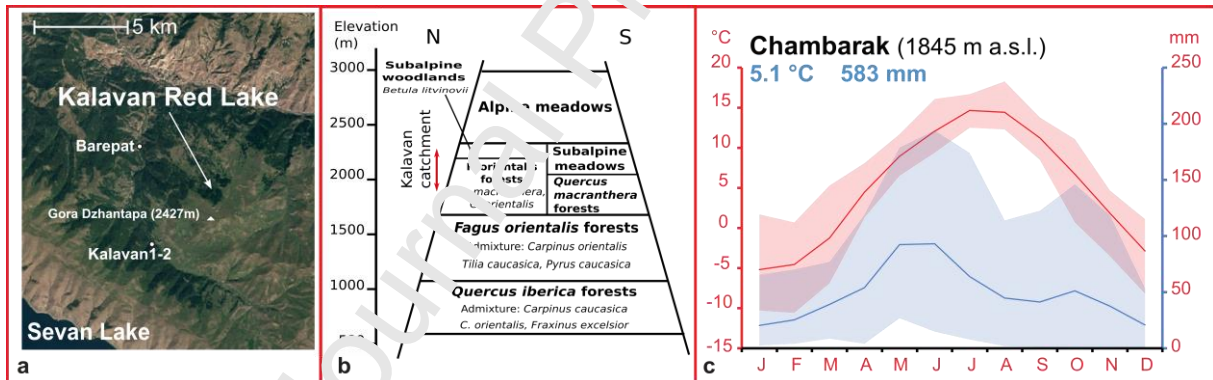 5 km
Kalavan Red Lake
Barepat
Gora Dzhantapa (2427m)
Kalavan1-2
Sevan Lake
a
Elevation
(m)
N
S
3000
2500
2000
1500
1000
Kalavan
catchment
Subalpine
woodlands
Betula litvinovii
meadows
Subalpine
meadows
forests
Quercus
macranthera
forests
Fagus orientalis forests
Admixture: Carpinus orientalis
Tilia caucasica, Pyrus caucasica
Quercus iberica forests
Admixture: Carpinus caucasica
C. orientalis, Fraxinus excelsior
b
Journal
Chambarak (1845 m a.s.l.)
5.1 °C 583 mm
°C
20
15
10
5
0
-5
-10
-15
mm
250
200
150
100
50
0
J F M A M J J A S O N D
c